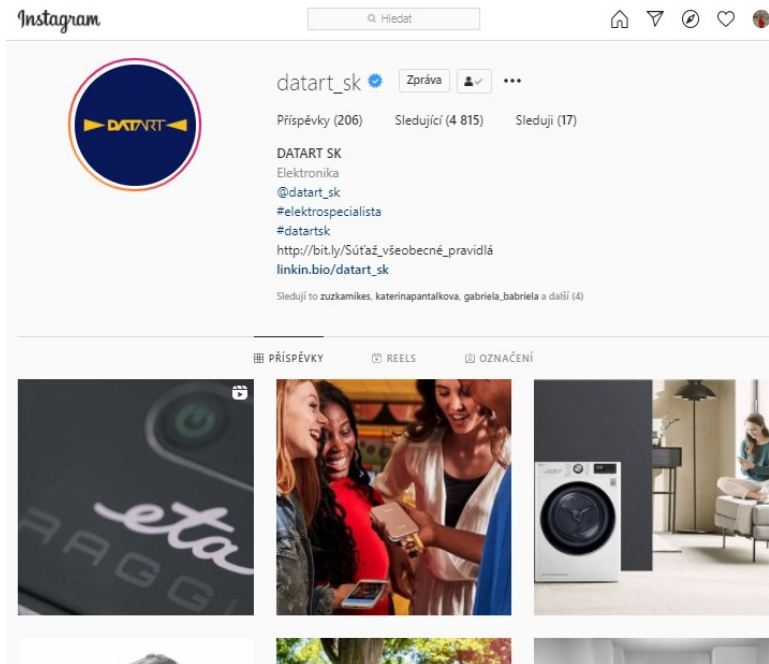 Instagram
Hledat
datart_sk Zpráva
DATART
Příspěvky (206) Sledující (4 815) Sleduji (17)
DATART SK
Elektronika
@datart_sk
#elektrospecialista
#datartsk
http://bit.ly/Súťaž_všeobecné_pravidlá
linkin.bio/datart_sk
Sledují to zuzkamikes, katerinapantalkova, gabriela_babriela a další (4)
PŘÍSPĚVKY REELS OZNAČENÍ
eta